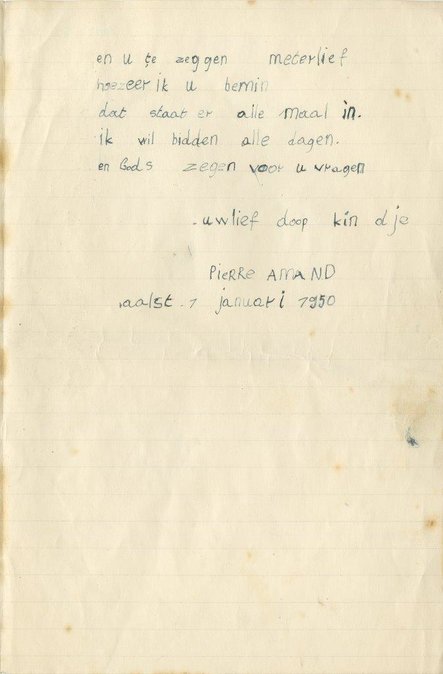 en u te zeggen meterlief
hoezeer ik u bemin
dat staat er alle maal in.
ik wil bidden alle dagen.
en Gods zegen voor u vragen
uwlief doop kin dje
PieRRe AMAND
aalst. 1 januari 1950